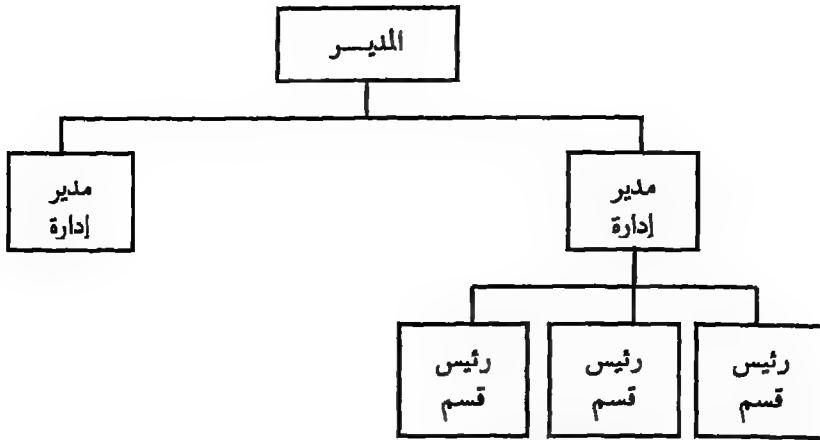 المديـــر
مدير
إدارة
مدير
إدارة
رئيس
قسم
رئيس
قسم
رئيس
قسم